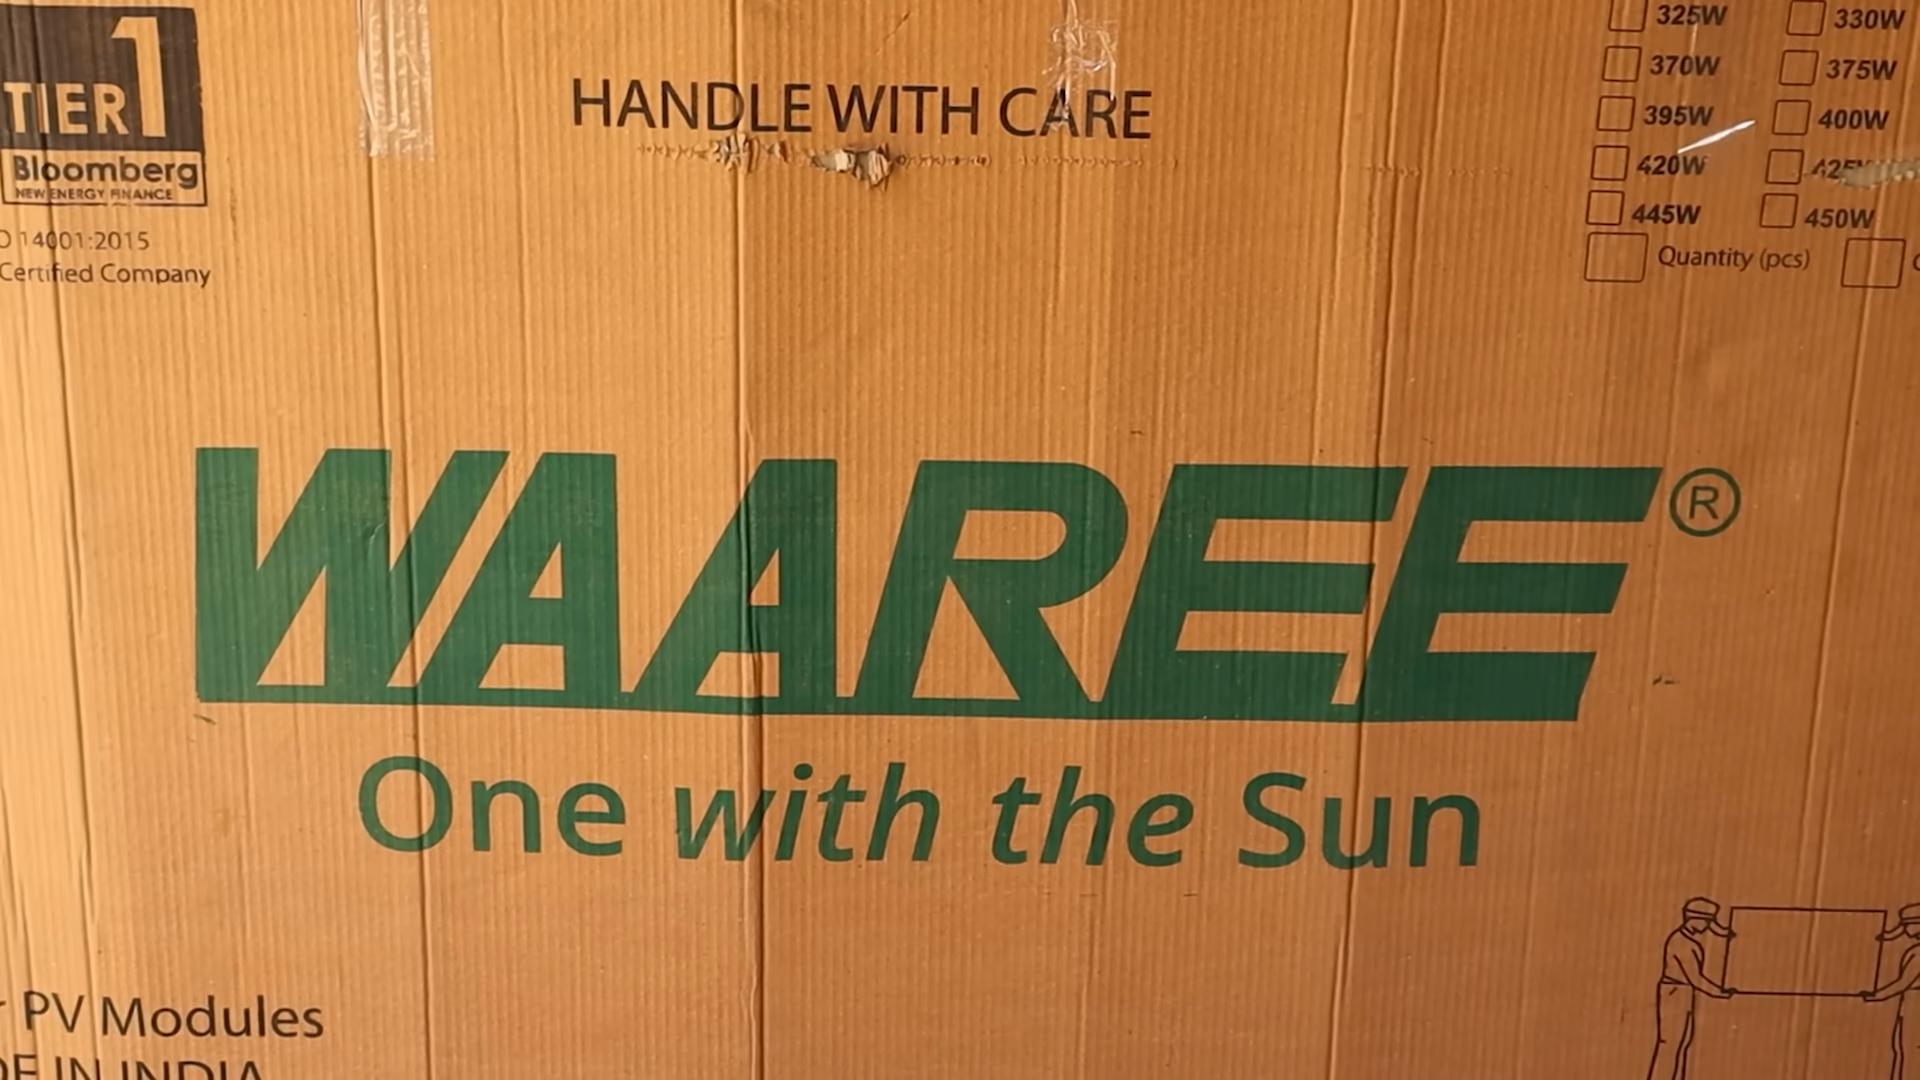 TIER 1
Bloomberg
NEW ENERGY FINANCE
14001:2015
Certified Company
HANDLE WITH CARE
325W 330W
370W 375W
395W 400W
420W
445W 450W
Quantity (pcs)
WAAREE®
One with the Sun
PV Modules
IN INDIA